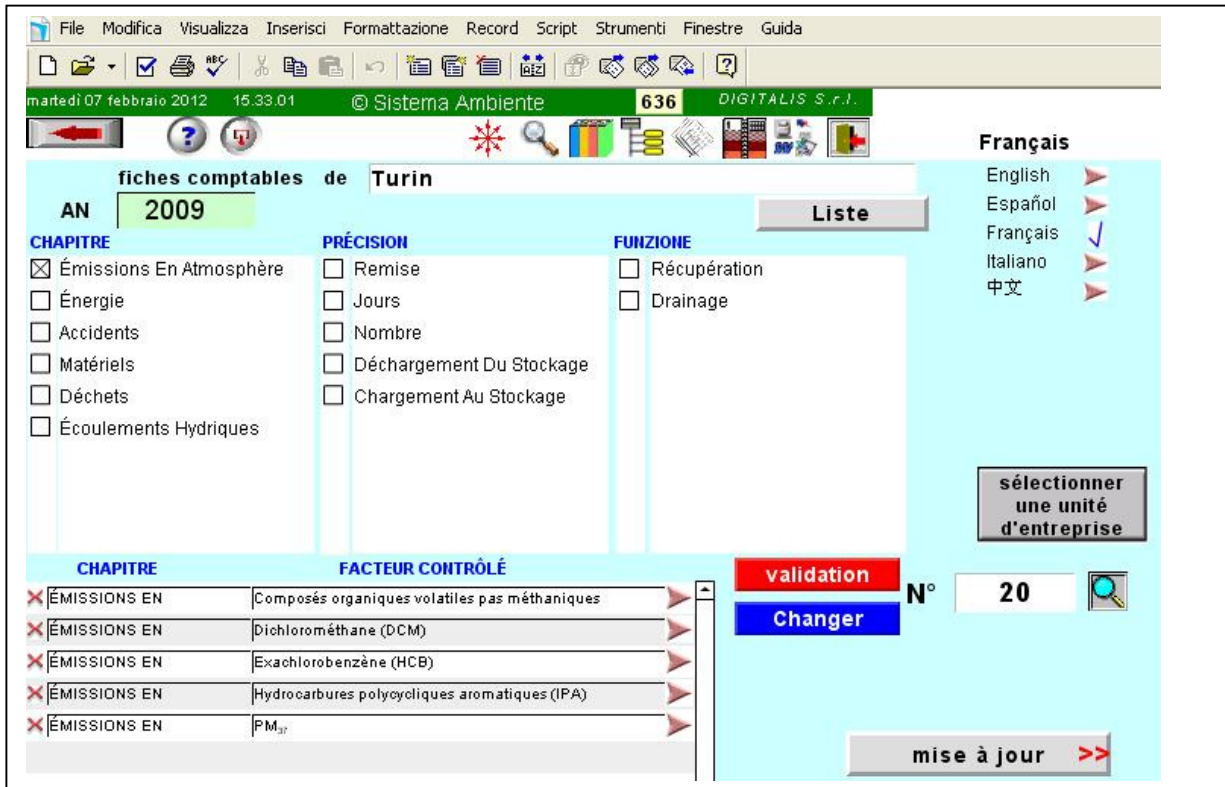 File Modifica Visualizza Inserisci Formattazione Record Script Strumenti Finestre Guida
martedì 07 febbraio 2012 15.33.01 © Sistema Ambiente 636 DIGITALIS S.r.l.
Français
fiches comptables de Turin
English
AN 2009
Español
Liste
Français
CHAPITRE PRÉCISION FUNZIONE
Italiano
Émissions En Atmosphère Remise Récupération
中文
Énergie Jours Drainage
Accidents Nombre
Matériels Déchargement Du Stockage
Déchets Chargement Au Stockage
Écoulements Hydriques
sélectionner
une unité
d'entreprise
CHAPITRE FACTEUR CONTRÔLÉ
validation
N° 20
Changer
ÉMISSIONS EN Composés organiques volatiles pas méthaniques
ÉMISSIONS EN Dichlorométhane (DCM)
ÉMISSIONS EN Exachlorobenzène (HCB)
ÉMISSIONS EN Hydrocarbures polycycliques aromatiques (IPA)
ÉMISSIONS EN
mise à jour >>